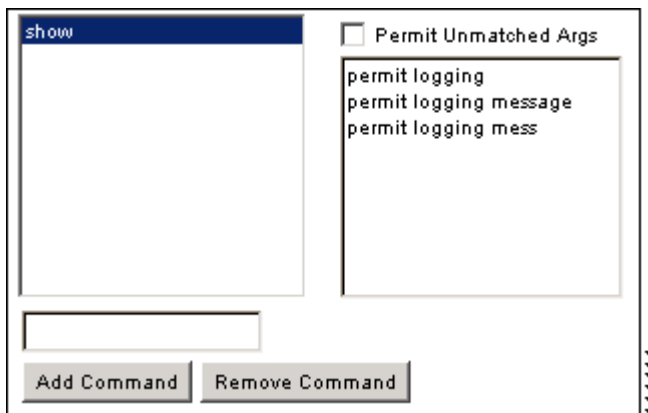 show
Permit Unmatched Args
permit logging
permit logging message
permit logging mess
Add Command
Remove Command